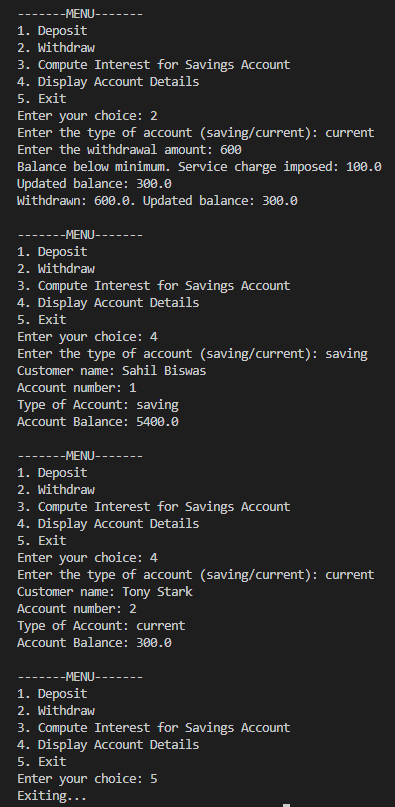 -------MENU-------
1. Deposit
2. Withdraw
3. Compute Interest for Savings Account
4. Display Account Details
5. Exit
Enter your choice: 2
Enter the type of account (saving/current): current
Enter the withdrawal amount: 600
Balance below minimum. Service charge imposed: 100.0
Updated balance: 300.0
Withdrawn: 600.0. Updated balance: 300.0

-------MENU-------
1. Deposit
2. Withdraw
3. Compute Interest for Savings Account
4. Display Account Details
5. Exit
Enter your choice: 4
Enter the type of account (saving/current): saving
Customer name: Sahil Biswas
Account number: 1
Type of Account: saving
Account Balance: 5400.0

-------MENU-------
1. Deposit
2. Withdraw
3. Compute Interest for Savings Account
4. Display Account Details
5. Exit
Enter your choice: 4
Enter the type of account (saving/current): current
Customer name: Tony Stark
Account number: 2
Type of Account: current
Account Balance: 300.0

-------MENU-------
1. Deposit
2. Withdraw
3. Compute Interest for Savings Account
4. Display Account Details
5. Exit
Enter your choice: 5
Exiting...